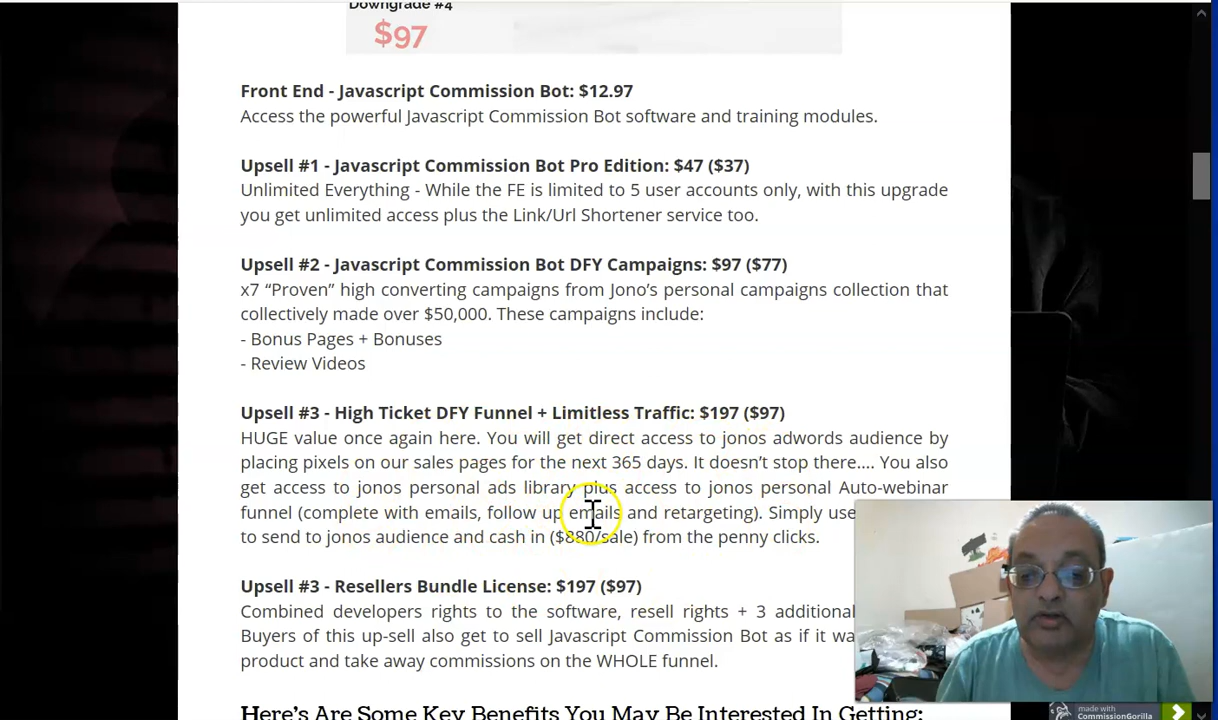 Downgrade #4
$97
Front End - Javascript Commission Bot: $12.97
Access the powerful Javascript Commission Bot software and training modules.
Upsell #1 - Javascript Commission Bot Pro Edition: $47 ($37)
Unlimited Everything - While the FE is limited to 5 user accounts only, with this upgrade
you get unlimited access plus the Link/Url Shortener service too.
Upsell #2 - Javascript Commission Bot DFY Campaigns: $97 ($77)
x7 “Proven” high converting campaigns from Jono’s personal campaigns collection that
collectively made over $50,000. These campaigns include:
- Bonus Pages + Bonuses
- Review Videos
Upsell #3 - High Ticket DFY Funnel + Limitless Traffic: $197 ($97)
HUGE value once again here. You will get direct access to jonos adwords audience by
placing pixels on our sales pages for the next 365 days. It doesn’t stop there.... You also
get access to jonos personal ads library plus access to jonos personal Auto-webinar
funnel (complete with emails, follow up emails and retargeting). Simply use
to send to jonos audience and cash in ($880/sale) from the penny clicks.
Upsell #3 - Resellers Bundle License: $197 ($97)
Combined developers rights to the software, resell rights + 3 additional
Buyers of this up-sell also get to sell Javascript Commission Bot as if it wa
product and take away commissions on the WHOLE funnel.
Here’s Are Some Key Benefits You May Be Interested In Getting:
made with
CommissionGorilla